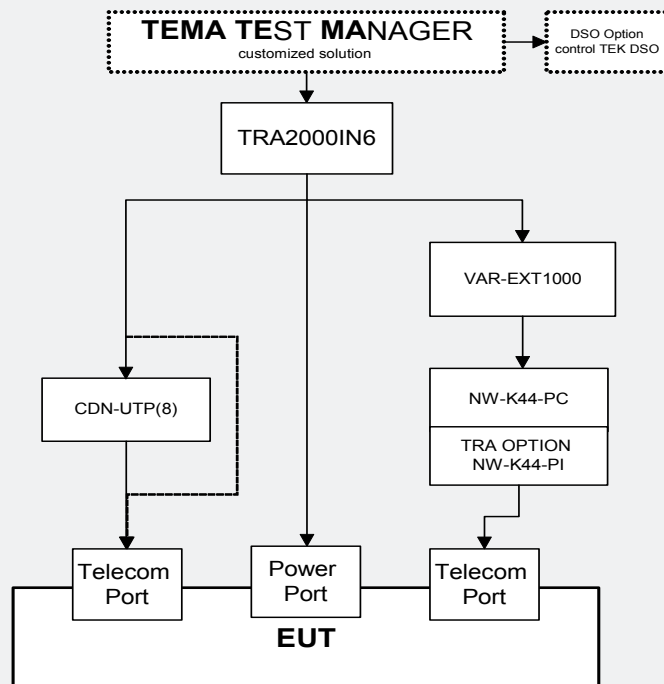 TEMA TEST MANAGER
customized solution
DSO Option
control TEK DSO
TRA2000IN6
VAR-EXT1000
CDN-UTP(8)
NW-K44-PC
TRA OPTION
NW-K44-PI
Telecom
Port
Power
Port
Telecom
Port
EUT